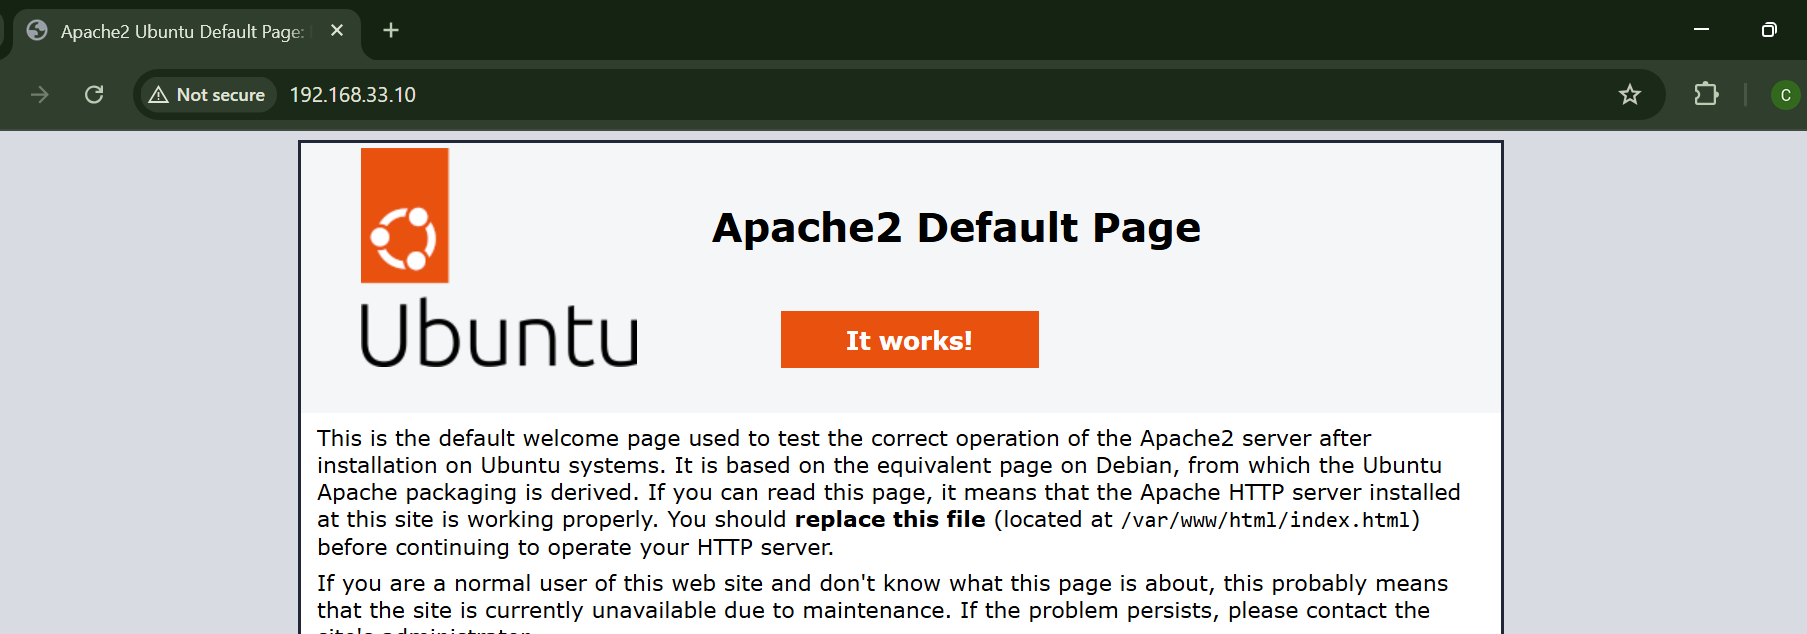 Apache2 Ubuntu Default Page:
Not secure
192.168.33.10
C
Apache2 Default Page
Ubuntu
It works!
This is the default welcome page used to test the correct operation of the Apache2 server after
installation on Ubuntu systems. It is based on the equivalent page on Debian, from which the Ubuntu
Apache packaging is derived. If you can read this page, it means that the Apache HTTP server installed
at this site is working properly. You should replace this file (located at /var/www/html/index.html)
before continuing to operate your HTTP server.
If you are a normal user of this web site and don't know what this page is about, this probably means
that the site is currently unavailable due to maintenance. If the problem persists, please contact the
site's administrator.